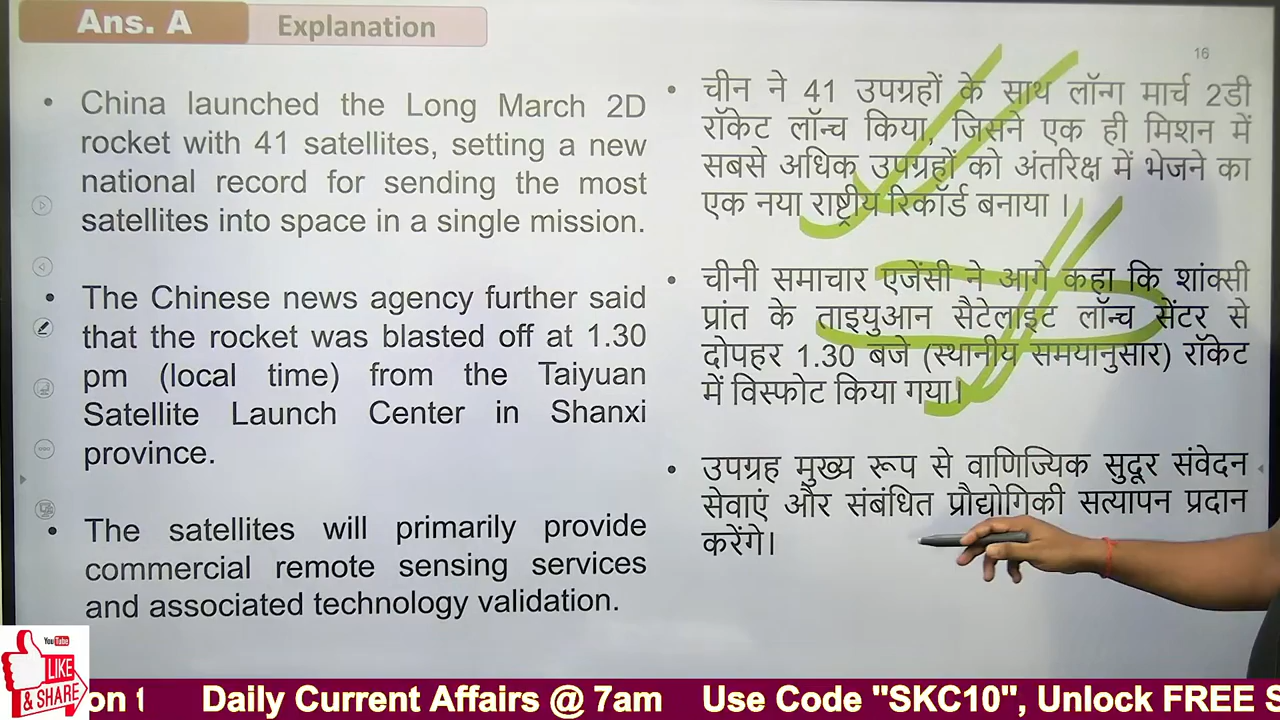 Ans. A
Explanation
16
• China launched the Long March 2D
rocket with 41 satellites, setting a new
national record for sending the most
satellites into space in a single mission.
• The Chinese news agency further said
that the rocket was blasted off at 1.30
pm (local time) from the Taiyuan
Satellite Launch Center in Shanxi
province.
• The satellites will primarily provide
commercial remote sensing services
and associated technology validation.
• चीन ने 41 उपग्रहों के साथ लॉन्ग मार्च 2डी
रॉकेट लॉन्च किया, जिसने एक ही मिशन में
सबसे अधिक उपग्रहों को अंतरिक्ष में भेजने का
एक नया राष्ट्रीय रिकॉर्ड बनाया ।
• चीनी समाचार एजेंसी ने आगे कहा कि शांक्सी
प्रांत के ताइयुआन सैटेलाइट लॉन्च सेंटर से
दोपहर 1.30 बजे (स्थानीय समयानुसार) रॉकेट
में विस्फोट किया गया।
• उपग्रह मुख्य रूप से वाणिज्यिक सुदूर संवेदन
सेवाएं और संबंधित प्रौद्योगिकी सत्यापन प्रदान
करेंगे।
YouTube
LIKE
& SHARE
on t Daily Current Affairs @ 7am Use Code "SKC10", Unlock FREE S